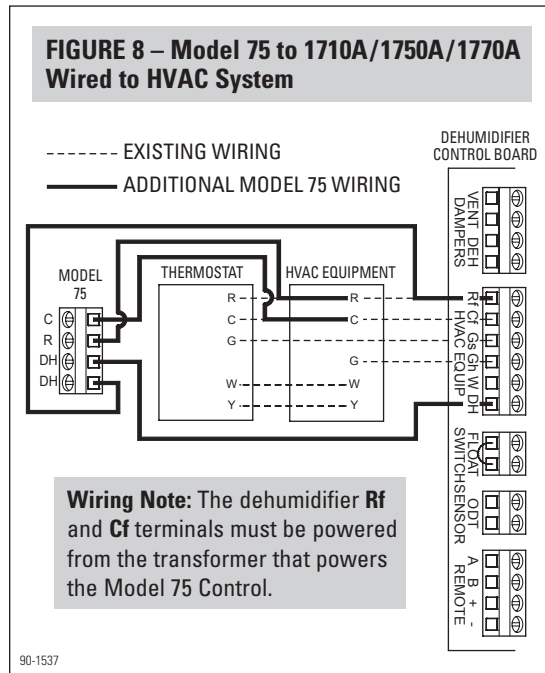 FIGURE 8 – Model 75 to 1710A/1750A/1770A
Wired to HVAC System
EXISTING WIRING
ADDITIONAL MODEL 75 WIRING
DEHUMIDIFIER
CONTROL BOARD
MODEL
75
C
R
DH
DH
THERMOSTAT
R
C
G
W
Y
HVAC EQUIPMENT
R
C
G
W
Y
VENT DEH
DAMPERS
Rf Cf Gs Gh W DH
HVAC EQUIP
FLOAT
SWITCH
ODT
SENSOR
A B + -
REMOTE
Wiring Note: The dehumidifier Rf
and Cf terminals must be powered
from the transformer that powers
the Model 75 Control.
90-1537